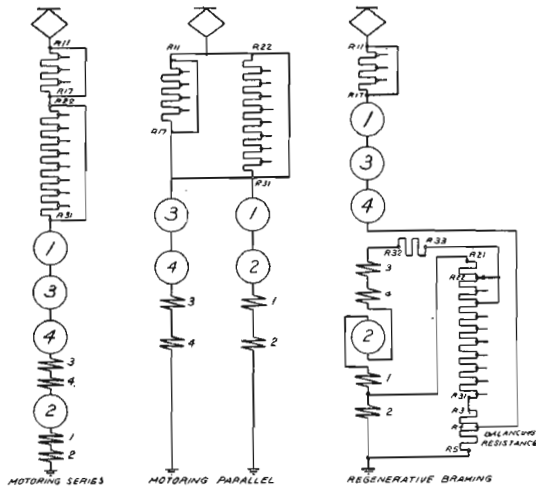 R11
R17
R22
R31
1
3
4
3
4.
2
1
2
MOTORING SERIES
R11
R22
R17
R31
3
1
4
2
3
1
4
2
MOTORING PARALLEL
R11
R17
1
3
4
R33
R32
R21
3
R22
4
2
1
R31
2
R3
BALANCING
RESISTANCE
R5
REGENERATIVE BRAKING